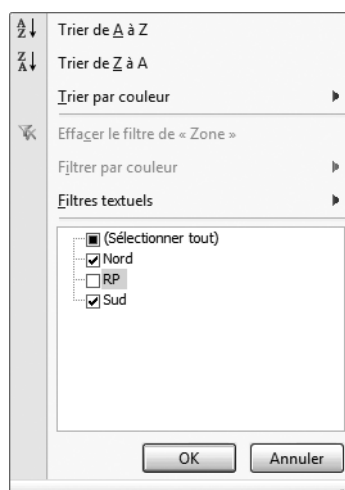 Trier de A à Z
Trier de Z à A
Trier par couleur
Effacer le filtre de « Zone »
Filtrer par couleur
Filtres textuels
(Sélectionner tout)
Nord
RP
Sud
OK Annuler